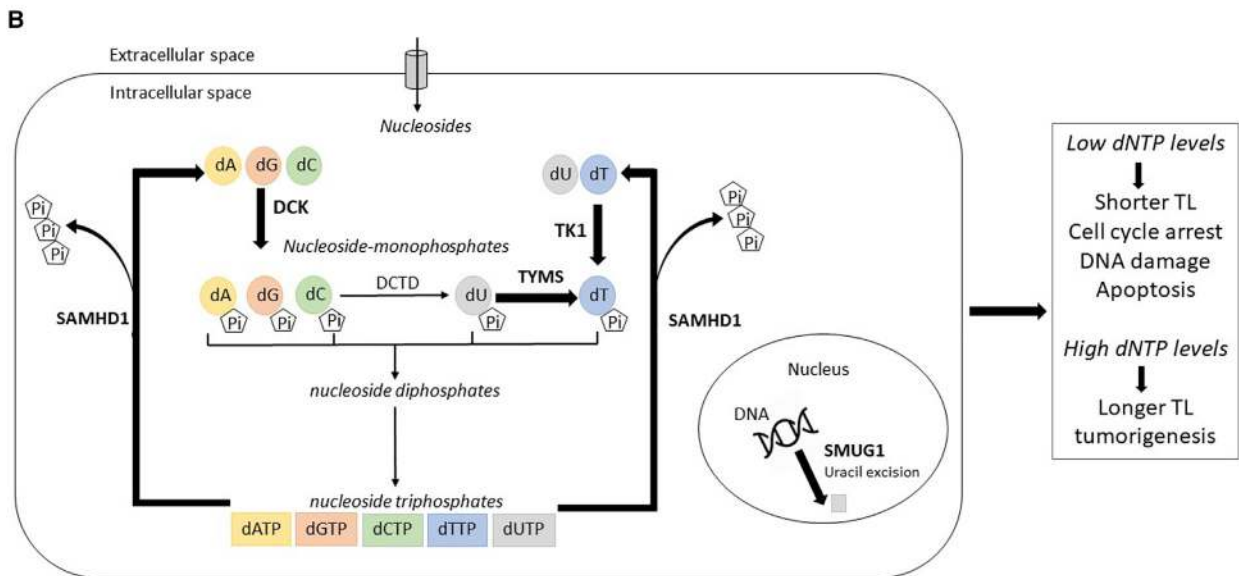 B
Extracellular space
Intracellular space
Nucleosides
dA dG dC
dU dT
DCK
TK1
Pi
Pi
Pi
Pi
Pi
Pi
Nucleoside-monophosphates
DCTD
TYMS
dA dG dC dU dT
Pi Pi Pi Pi Pi
SAMHD1
SAMHD1
nucleoside diphosphates
nucleoside triphosphates
dATP dGTP dCTP dTTP dUTP
Nucleus
DNA
SMUG1
Uracil excision
Low dNTP levels
Shorter TL
Cell cycle arrest
DNA damage
Apoptosis
High dNTP levels
Longer TL
tumorigenesis